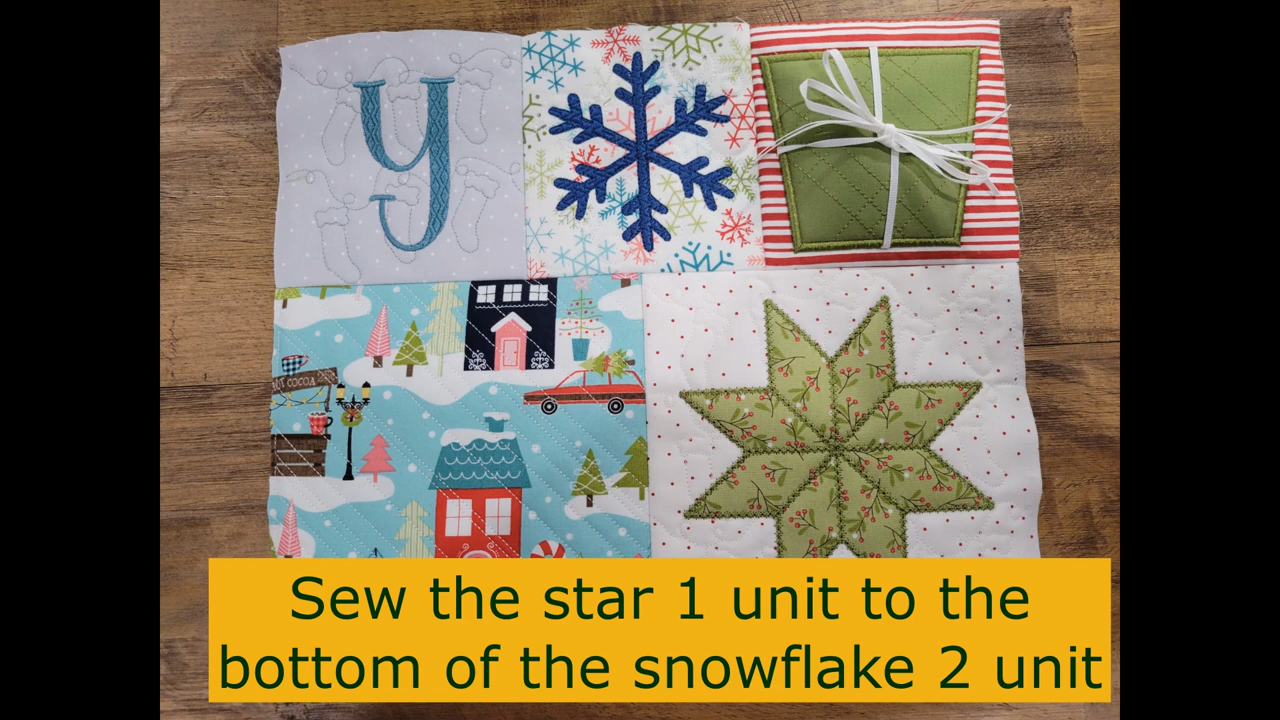 y
HOT COCOA
Sew the star 1 unit to the
bottom of the snowflake 2 unit